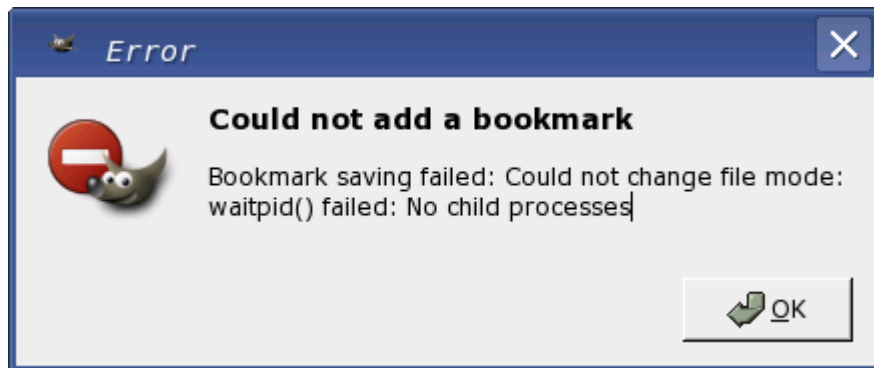 Error
Could not add a bookmark
Bookmark saving failed: Could not change file mode:
waitpid() failed: No child processes
OK